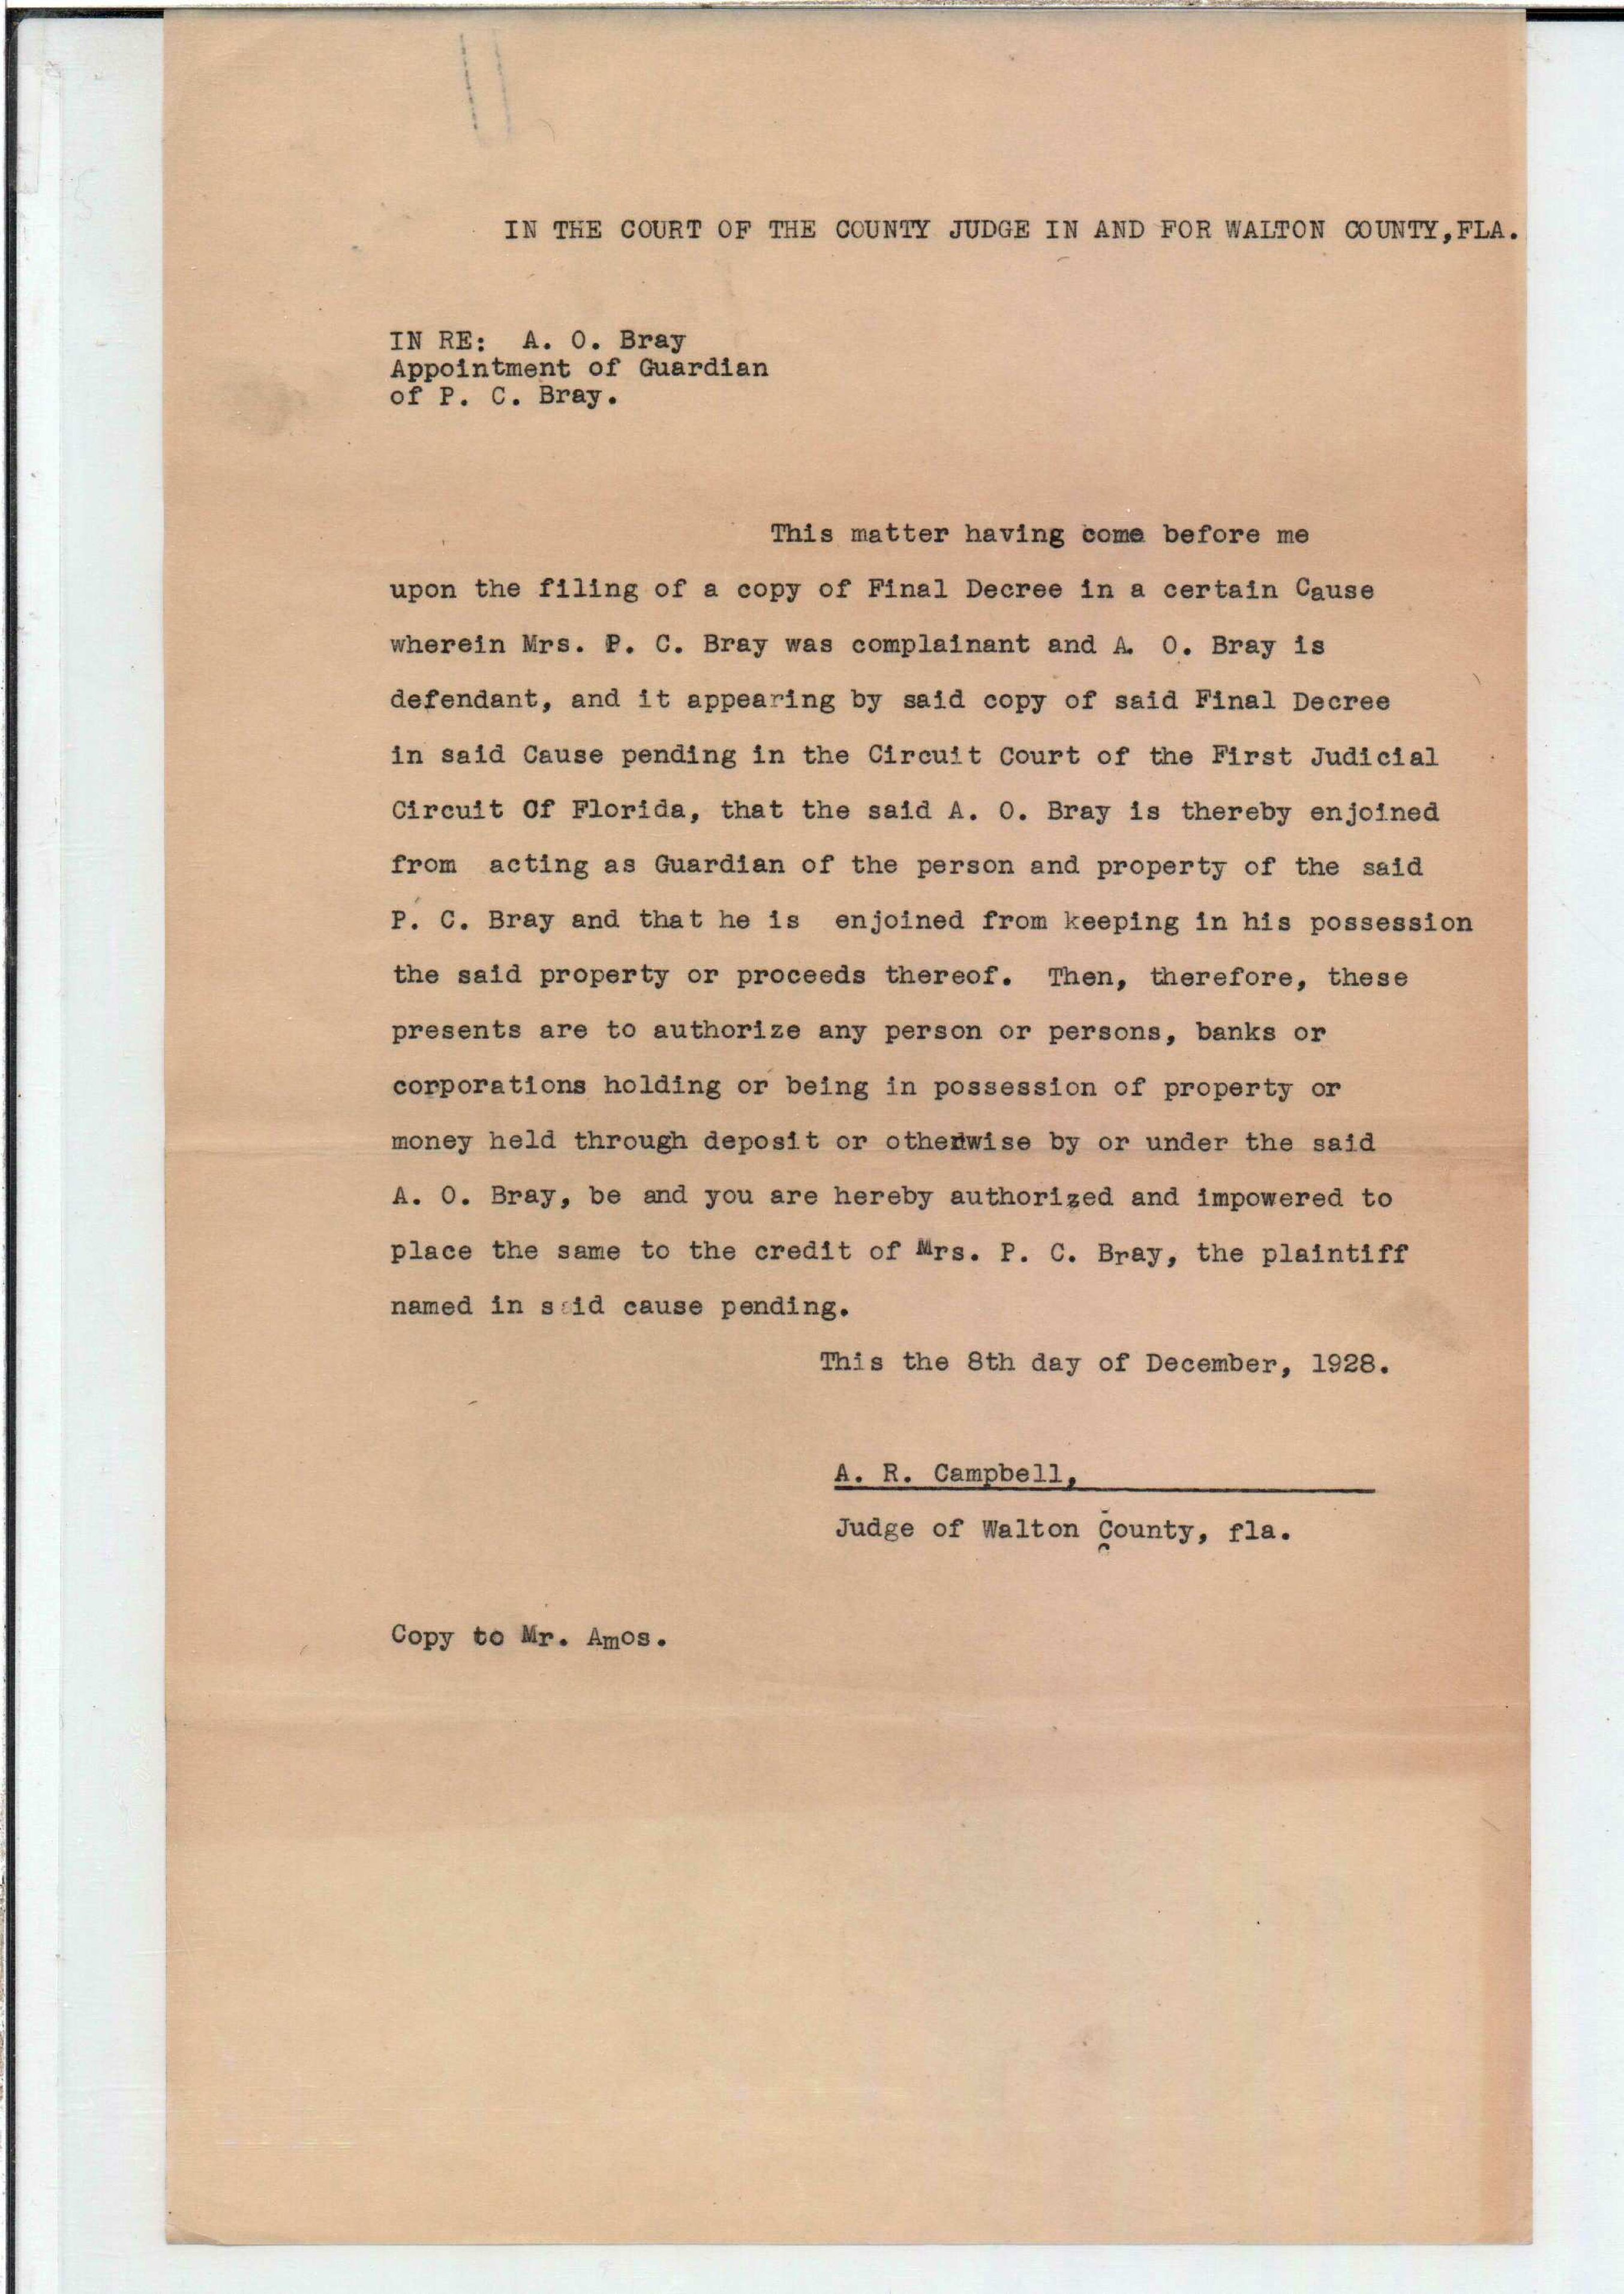 IN THE COURT OF THE COUNTY JUDGE IN AND FOR WALTON COUNTY,FLA.
IN RE: A. O. Bray
Appointment of Guardian
of P. C. Bray.
This matter having come before me
upon the filing of a copy of Final Decree in a certain Cause
wherein Mrs. P. C. Bray was complainant and A. O. Bray is
defendant, and it appearing by said copy of said Final Decree
in said Cause pending in the Circuit Court of the First Judicial
Circuit Of Florida, that the said A. O. Bray is thereby enjoined
from acting as Guardian of the person and property of the said
P. C. Bray and that he is enjoined from keeping in his possession
the said property or proceeds thereof. Then, therefore, these
presents are to authorize any person or persons, banks or
corporations holding or being in possession of property or
money held through deposit or otherwise by or under the said
A. O. Bray, be and you are hereby authorized and impowered to
place the same to the credit of Mrs. P. C. Bray, the plaintiff
named in said cause pending.
This the 8th day of December, 1928.
A. R. Campbell,
Judge of Walton County, fla.
Copy to Mr. Amos.